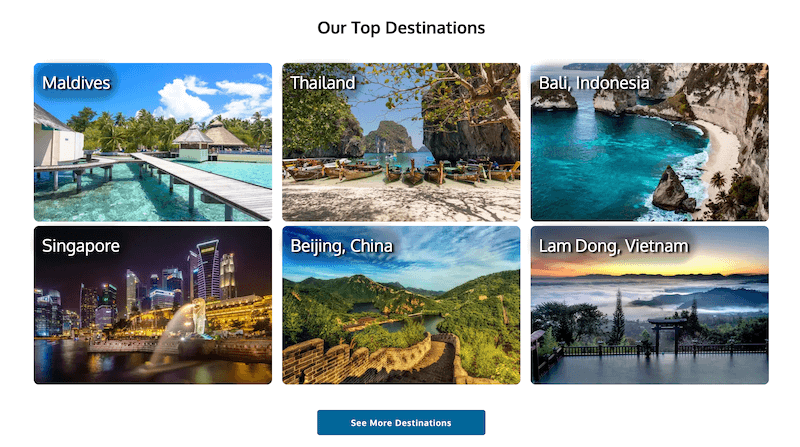 Our Top Destinations
Maldives
Thailand
Bali, Indonesia
Singapore
Beijing, China
Lam Dong, Vietnam
See More Destinations